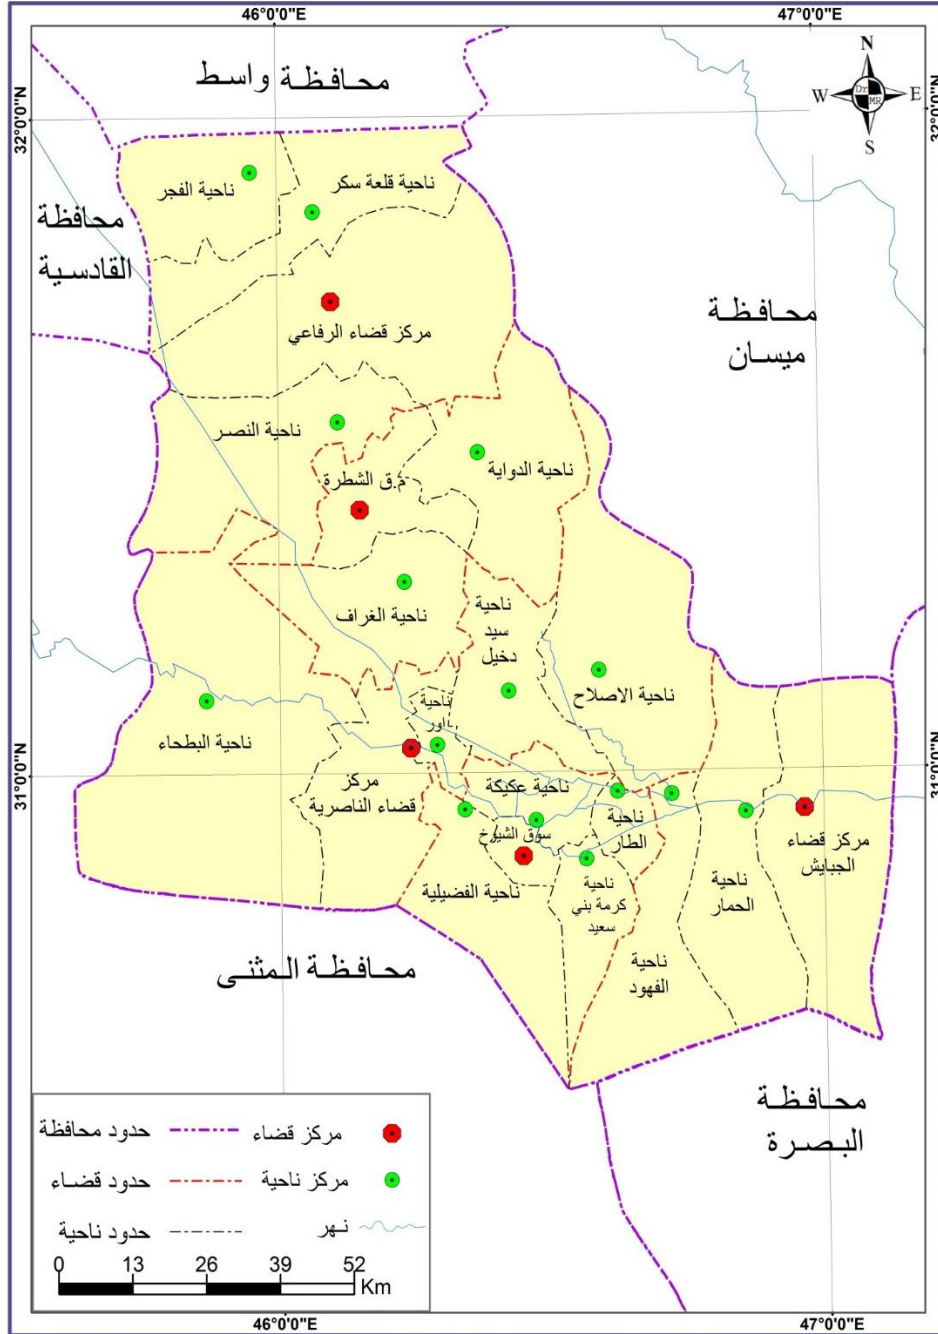 46°0'0"E
47°0'0"E
32°0'0"N
32°0'0"N
N
W
E
S
Dr
MR
محافظة واسط
محافظة
القادسية
محافظة
ميسان
ناحية الفجر
ناحية قلعة سكر
مركز قضاء الرفاعي
ناحية النصر
ناحية الدواية
م.ق الشطرة
ناحية الغراف
ناحية
سيد
دخيل
ناحية الاصلاح
ناحية
اور
ناحية البطحاء
مركز
قضاء الناصرية
ناحية عكيكة
ناحية
الطار
سوق الشيوخ
ناحية الفضيلية
ناحية
كرمة بني
سعيد
ناحية
الفهود
ناحية
الحمار
مركز قضاء
الجبايش
31°0'0"N
31°0'0"N
محافظة المثنى
محافظة
البصرة
مركز قضاء
حدود محافظة
مركز ناحية
حدود قضاء
نهر
حدود ناحية
0 13 26 39 52
Km
46°0'0"E
47°0'0"E